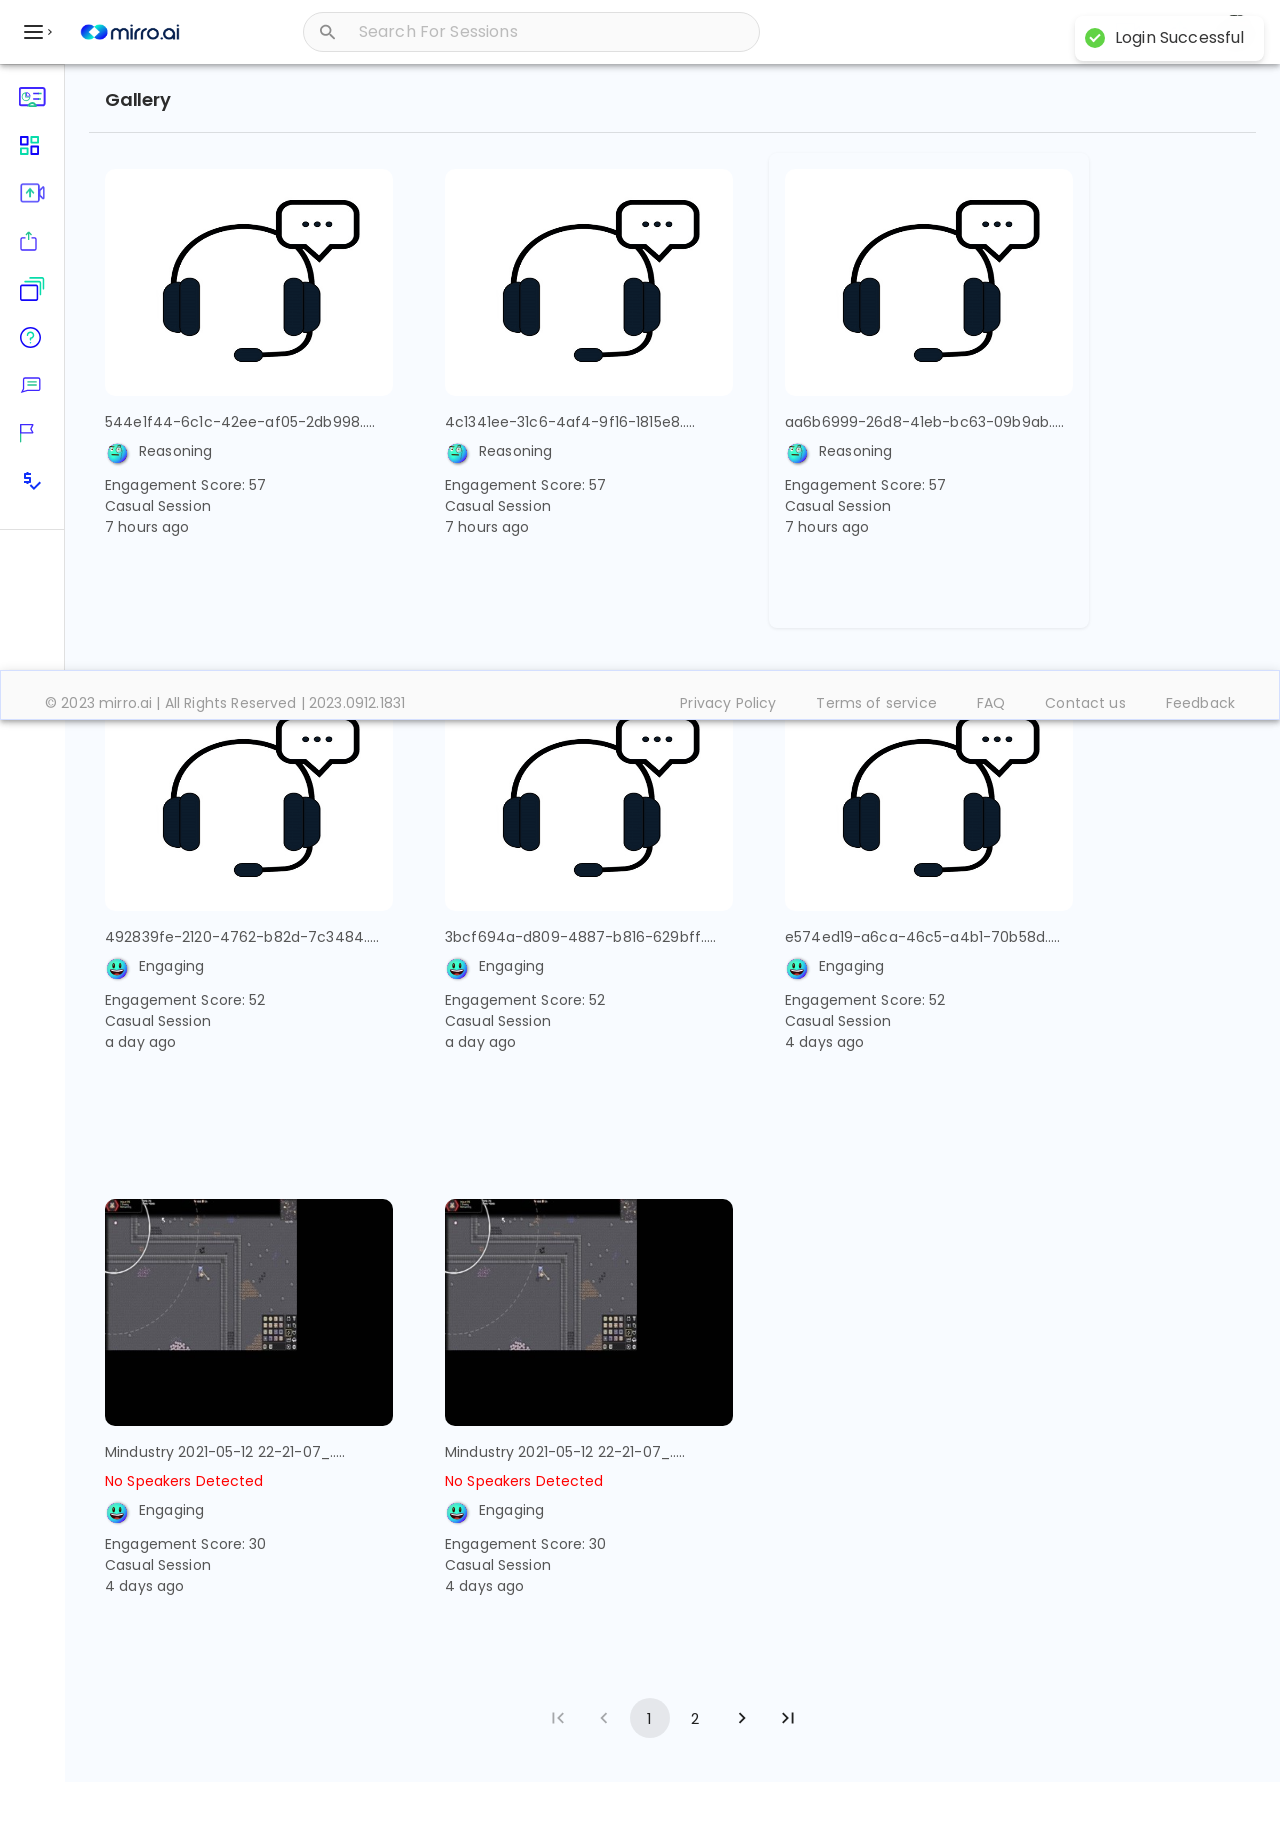 mirro.ai
Search For Sessions
Login Successful
Gallery
544e1f44-6c1c-42ee-af05-2db998.....
4c1341ee-31c6-4af4-9f16-1815e8.....
aa6b6999-26d8-41eb-bc63-09b9ab.....
Reasoning
Reasoning
Reasoning
Engagement Score: 57
Engagement Score: 57
Engagement Score: 57
Casual Session
Casual Session
Casual Session
7 hours ago
7 hours ago
7 hours ago
© 2023 mirro.ai | All Rights Reserved | 2023.0912.1831
Privacy Policy
Terms of service
FAQ
Contact us
Feedback
492839fe-2120-4762-b82d-7c3484.....
3bcf694a-d809-4887-b816-629bff.....
e574ed19-a6ca-46c5-a4b1-70b58d.....
Engaging
Engaging
Engaging
Engagement Score: 52
Engagement Score: 52
Engagement Score: 52
Casual Session
Casual Session
Casual Session
a day ago
a day ago
4 days ago
Mindustry 2021-05-12 22-21-07_.....
Mindustry 2021-05-12 22-21-07_.....
No Speakers Detected
No Speakers Detected
Engaging
Engaging
Engagement Score: 30
Engagement Score: 30
Casual Session
Casual Session
4 days ago
4 days ago
1
2